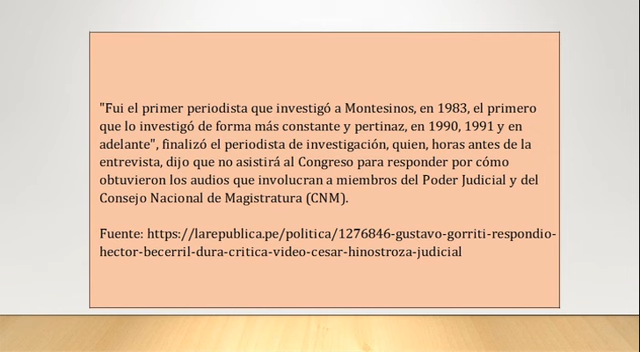 "Fui el primer periodista que investigó a Montesinos, en 1983, el primero
que lo investigó de forma más constante y pertinaz, en 1990, 1991 y en
adelante", finalizó el periodista de investigación, quien, horas antes de la
entrevista, dijo que no asistirá al Congreso para responder por cómo
obtuvieron los audios que involucran a miembros del Poder Judicial y del
Consejo Nacional de Magistratura (CNM).
Fuente: https://larepublica.pe/politica/1276846-gustavo-gorriti-respondio-
hector-becerril-dura-critica-video-cesar-hinostroza-judicial